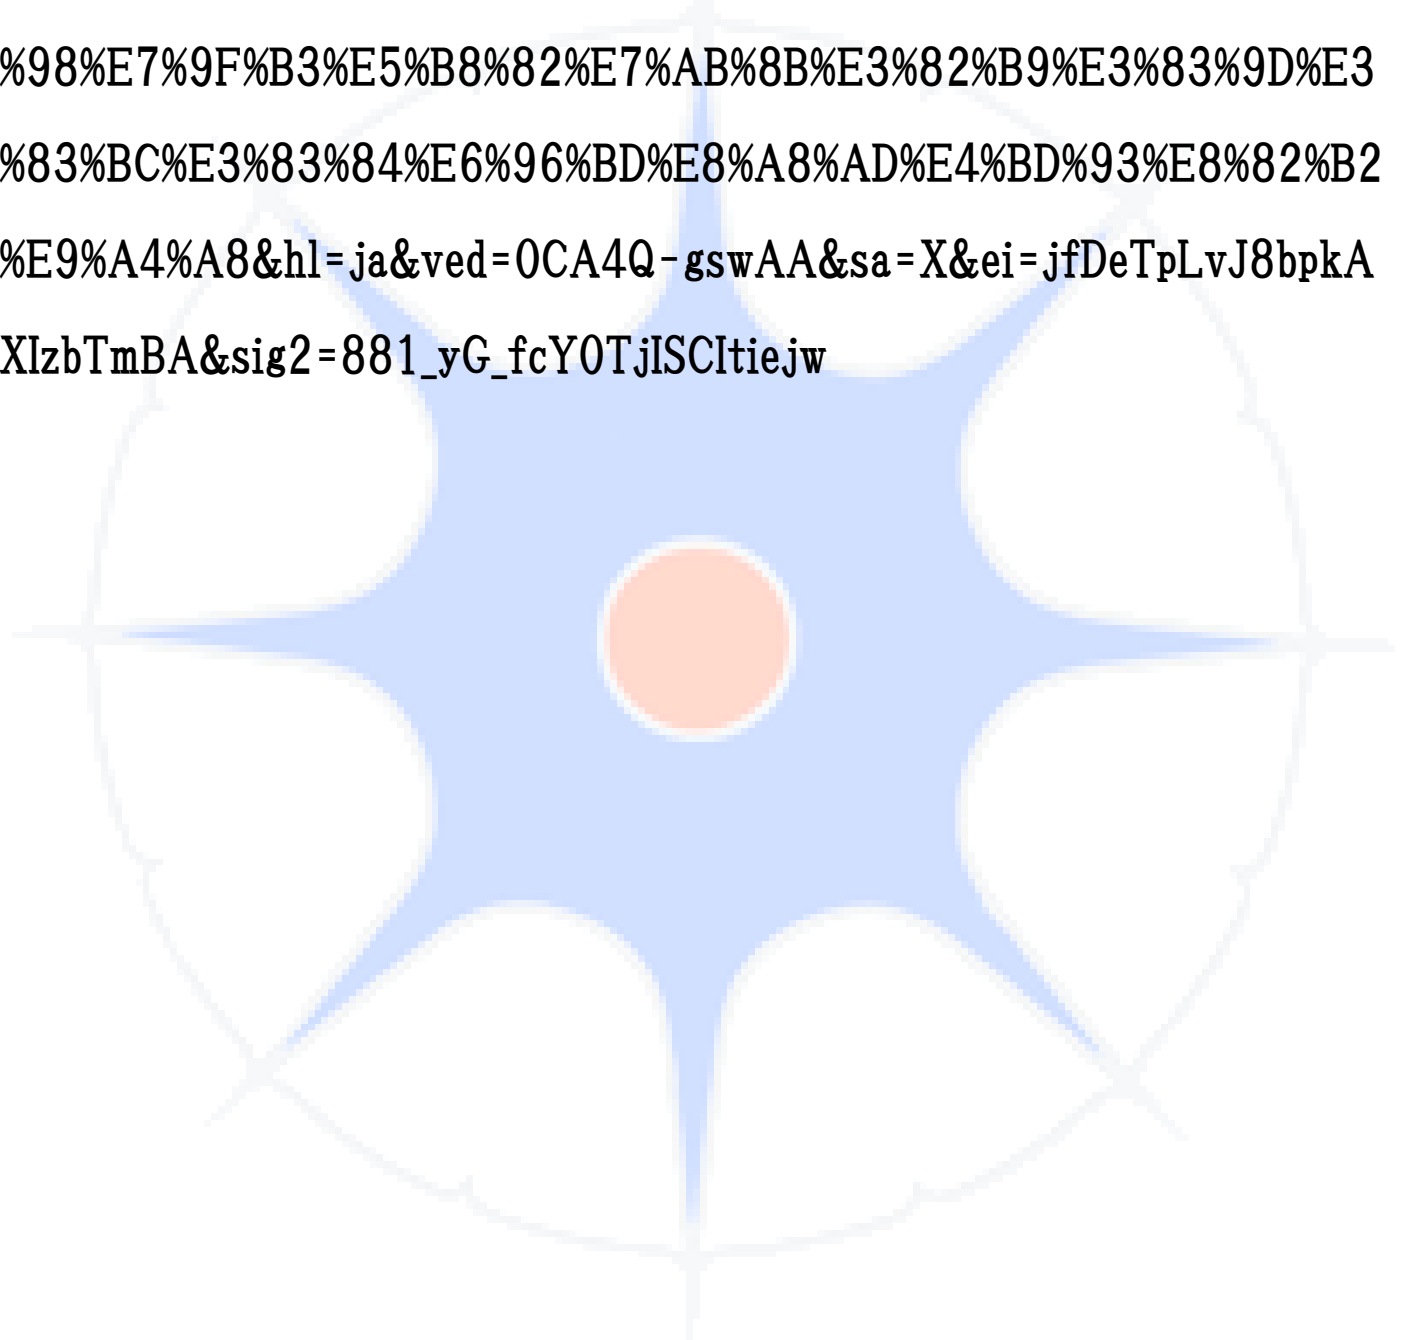 %98%E7%9F%B3%E5%B8%82%E7%AB%8B%E3%82%B9%E3%83%9D%E3
%83%BC%E3%83%84%E6%96%BD%E8%A8%AD%E4%BD%93%E8%82%B2
%E9%A4%A8&hl=ja&ved=0CA4Q-gswAA&sa=X&ei=jfDeTpLvJ8bpkA
XIzbTmBA&sig2=881_yG_fcY0TjISCItiejw